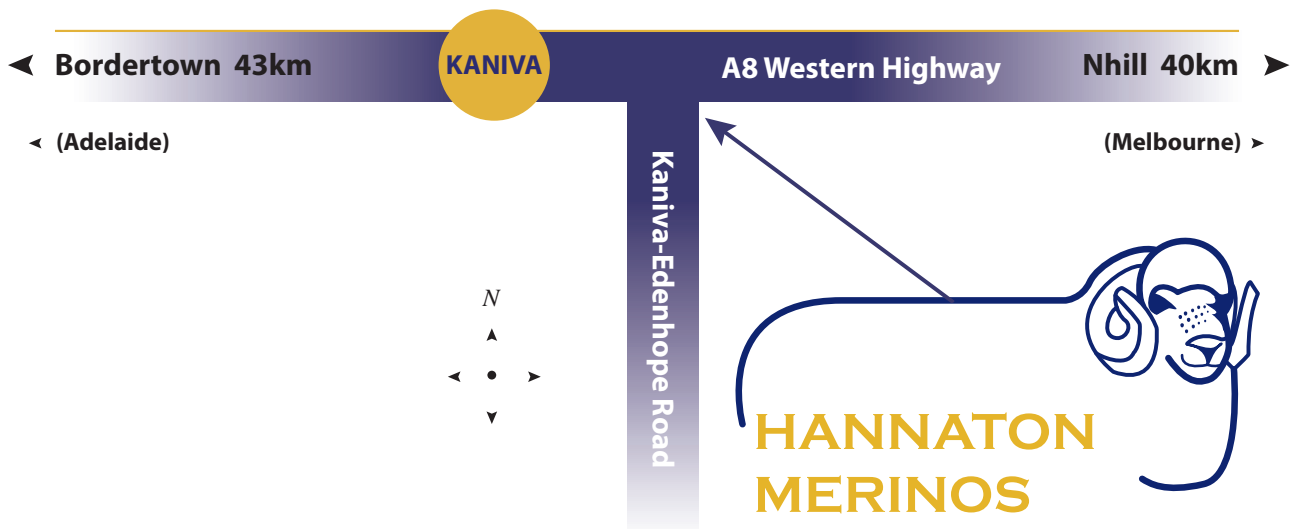 Bordertown 43km
KANIVA
A8 Western Highway
Nhill 40km
(Adelaide)
(Melbourne)
Kaniva-Edenhope Road
N
HANNATON
MERINOS